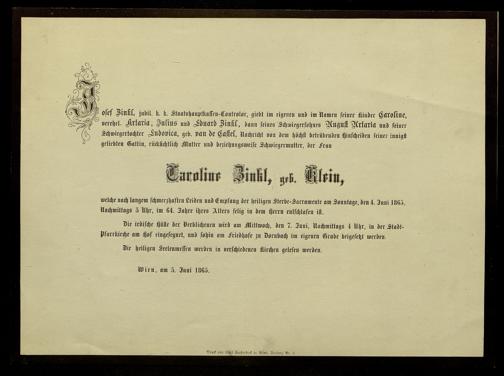 Josef Zinkl, jubil. k. k. Staatshauptkassen-Controlor, giebt im eigenen und im Namen seiner Kinder Caroline,
verehel. Artaria, Julius und Eduard Zinkl, dann seines Schwiegersohnes August Artaria und seiner
Schwiegertochter Ludovica, geb. van de Castel, Nachricht von dem höchst betrübenden Hinscheiden seiner innigst
geliebten Gattin, rücksichtlich Mutter und beziehungsweise Schwiegermutter, der Frau
Caroline Zinkl, geb. Klein,
welche nach langem schmerzhaften Leiden und Empfang der heiligen Sterbe-Sacramente am Sonntage, den 4. Juni 1865,
Nachmittags 5 Uhr, im 64. Jahre ihres Alters selig in dem Herrn entschlafen ist.
Die irdische Hülle der Verblichenen wird am Mittwoch, den 7. Juni, Nachmittags 4 Uhr, in der Stadt-
Pfarrkirche am Hof eingesegnet, und sohin am Friedhofe zu Dornbach im eigenen Grabe beigesetzt werden.
Die heiligen Seelenmessen werden in verschiedenen Kirchen gelesen werden.
Wien, am 5. Juni 1865.
Druck von in Wien,